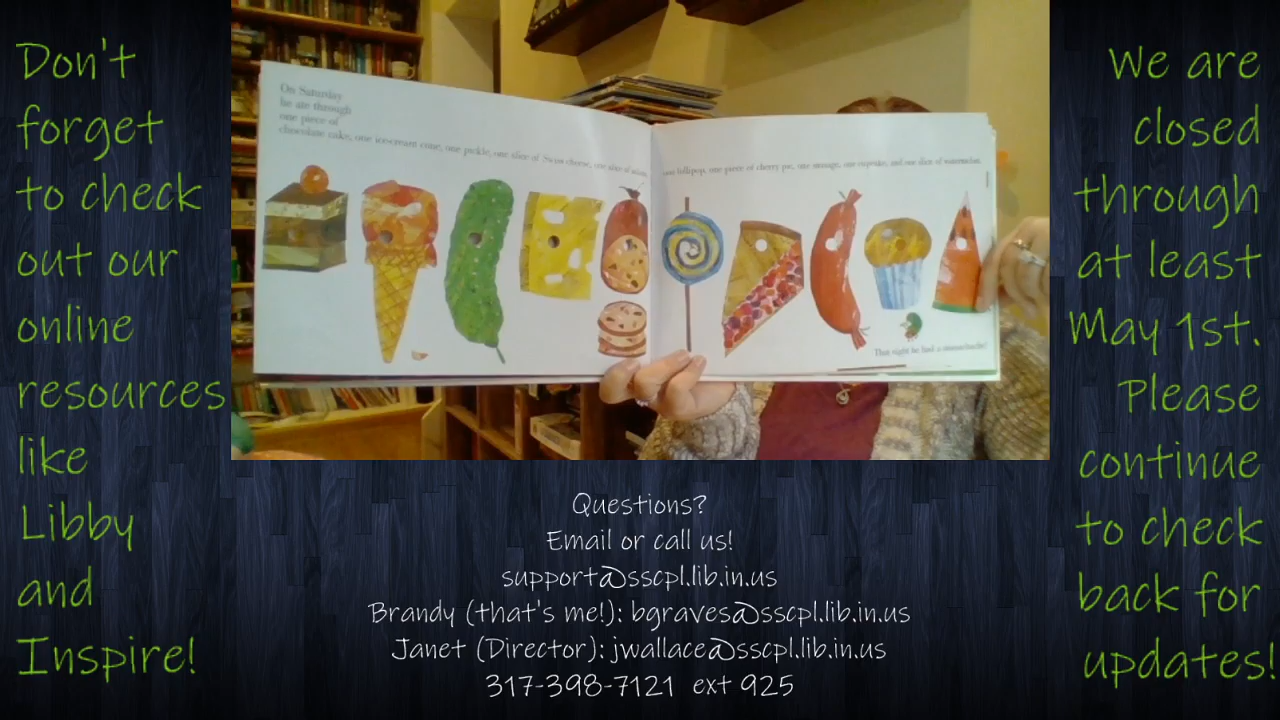 Don't
forget
to check
out our
online
resources
like
Libby
and
Inspire!
On Saturday
he ate through
one piece of
chocolate cake, one ice-cream cone, one pickle, one slice of Swiss cheese, one slice of salami,
one lollipop, one piece of cherry pie, one sausage, one cupcake, and one slice of watermelon.
That night he had a stomachache!
We are
closed
through
at least
May 1st.
Please
continue
to check
back for
updates!
Questions?
Email or call us!
support@sscpl.lib.in.us
Brandy (that's me!): bgraves@sscpl.lib.in.us
Janet (Director): jwallace@sscpl.lib.in.us
317-398-7121 ext 925